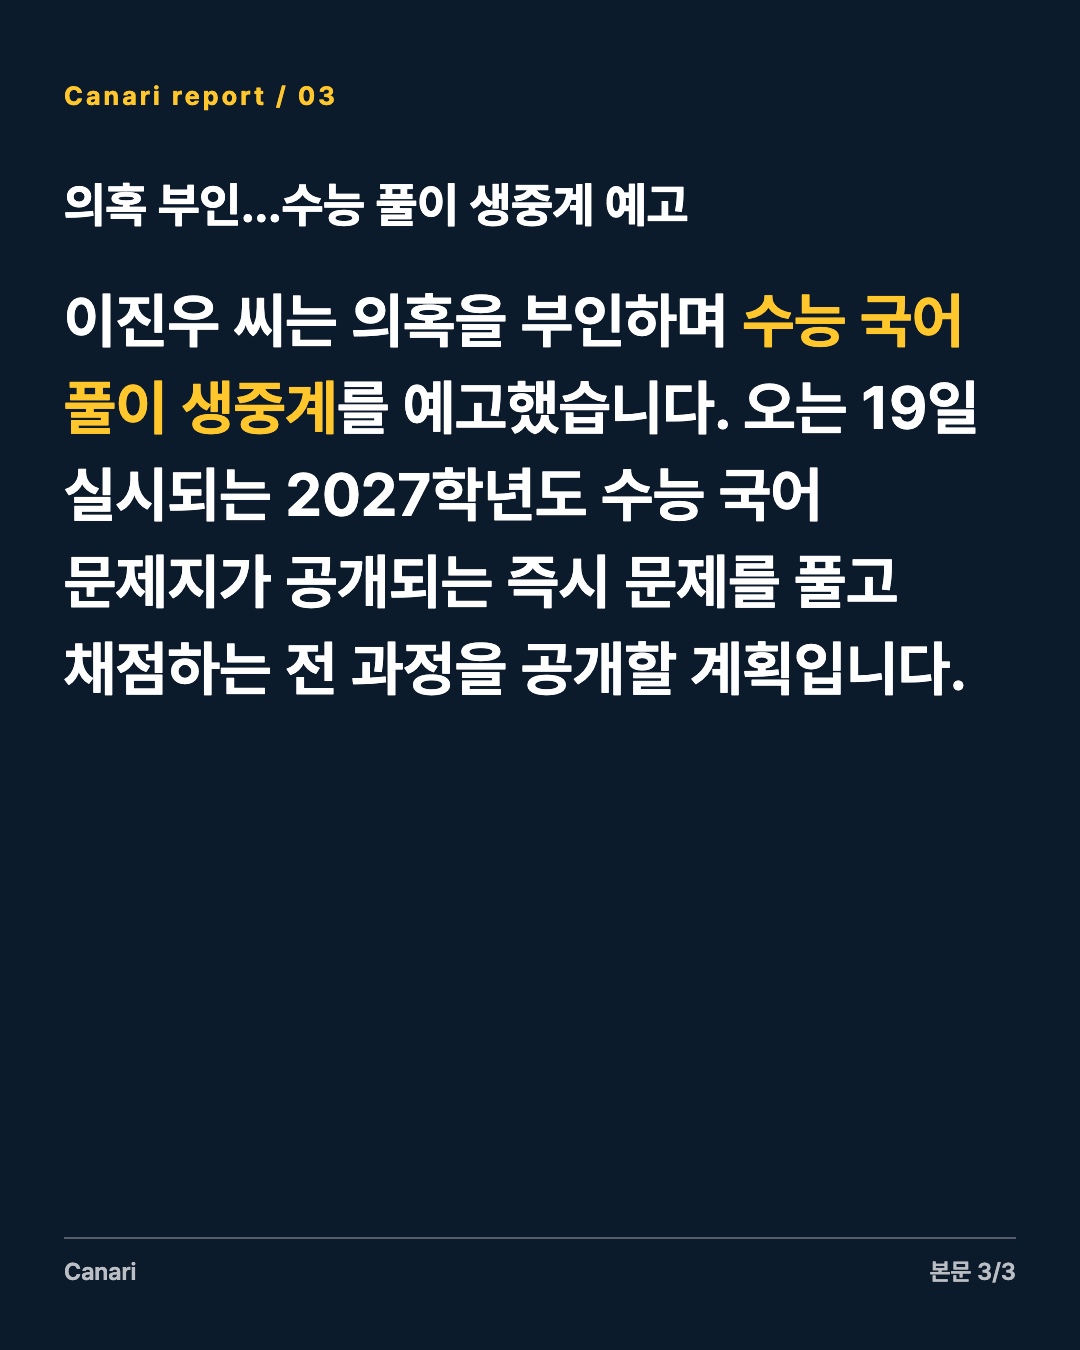 Canari report / 03
의혹 부인...수능 풀이 생중계 예고
이진우 씨는 의혹을 부인하며 수능 국어
풀이 생중계를 예고했습니다. 오는 19일
실시되는 2027학년도 수능 국어
문제지가 공개되는 즉시 문제를 풀고
채점하는 전 과정을 공개할 계획입니다.
Canari
본문 3/3